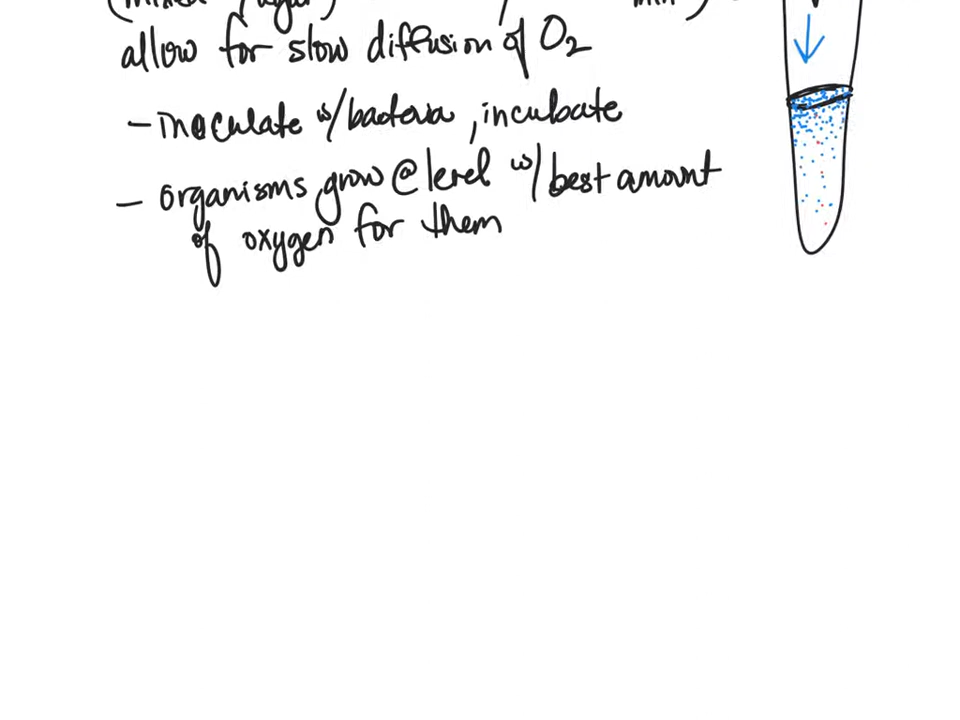 allow for slow diffusion of O2
- inoculate w/bacteria, incubate
- organisms grow @ level w/best amount
of oxygen for them